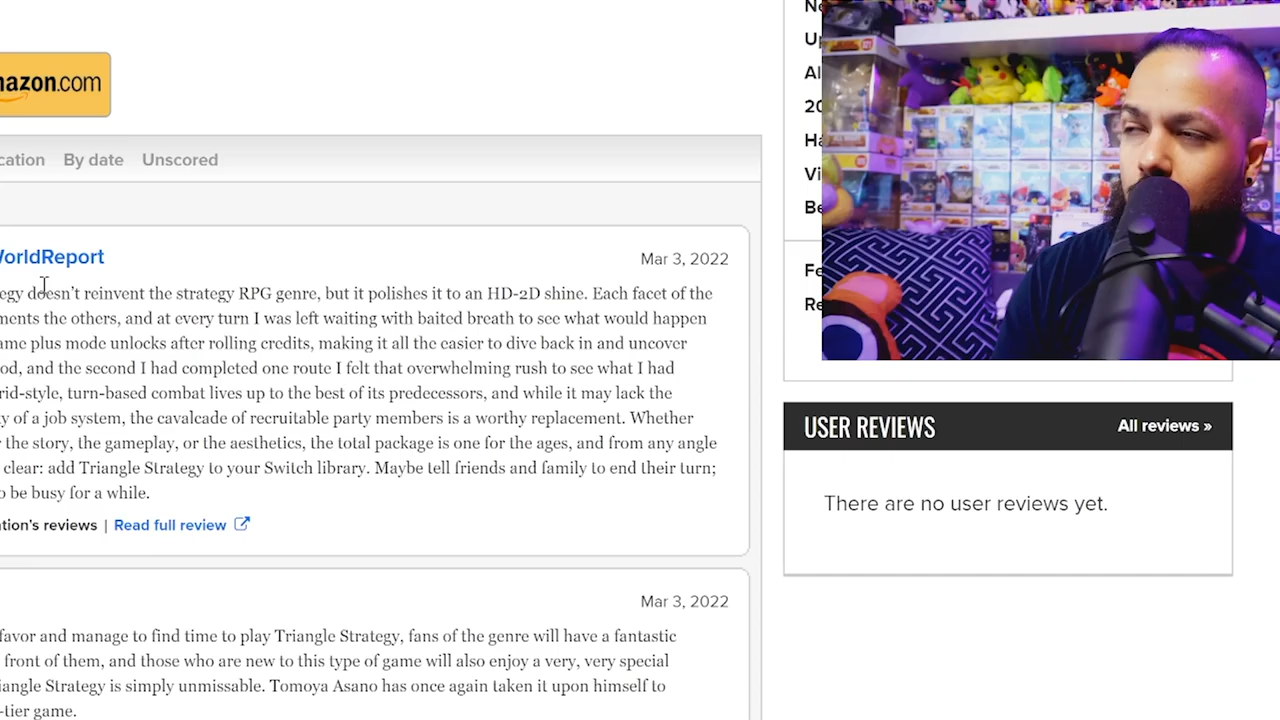 mazon.com
cation By date Unscored
WorldReport
Mar 3, 2022
egy doesn't reinvent the strategy RPG genre, but it polishes it to an HD-2D shine. Each facet of the
ments the others, and at every turn I was left waiting with baited breath to see what would happen
ame plus mode unlocks after rolling credits, making it all the easier to dive back in and uncover
od, and the second I had completed one route I felt that overwhelming rush to see what I had
rid-style, turn-based combat lives up to the best of its predecessors, and while it may lack the
y of a job system, the cavalcade of recruitable party members is a worthy replacement. Whether
r the story, the gameplay, or the aesthetics, the total package is one for the ages, and from any angle
clear: add Triangle Strategy to your Switch library. Maybe tell friends and family to end their turn;
o be busy for a while.
tion's reviews | Read full review
Mar 3, 2022
favor and manage to find time to play Triangle Strategy, fans of the genre will have a fantastic
front of them, and those who are new to this type of game will also enjoy a very, very special
iangle Strategy is simply unmissable. Tomoya Asano has once again taken it upon himself to
-tier game.
Ne
Up
Al
20
Ha
Vi
Be
Fe
Re
USER REVIEWS
All reviews »
There are no user reviews yet.